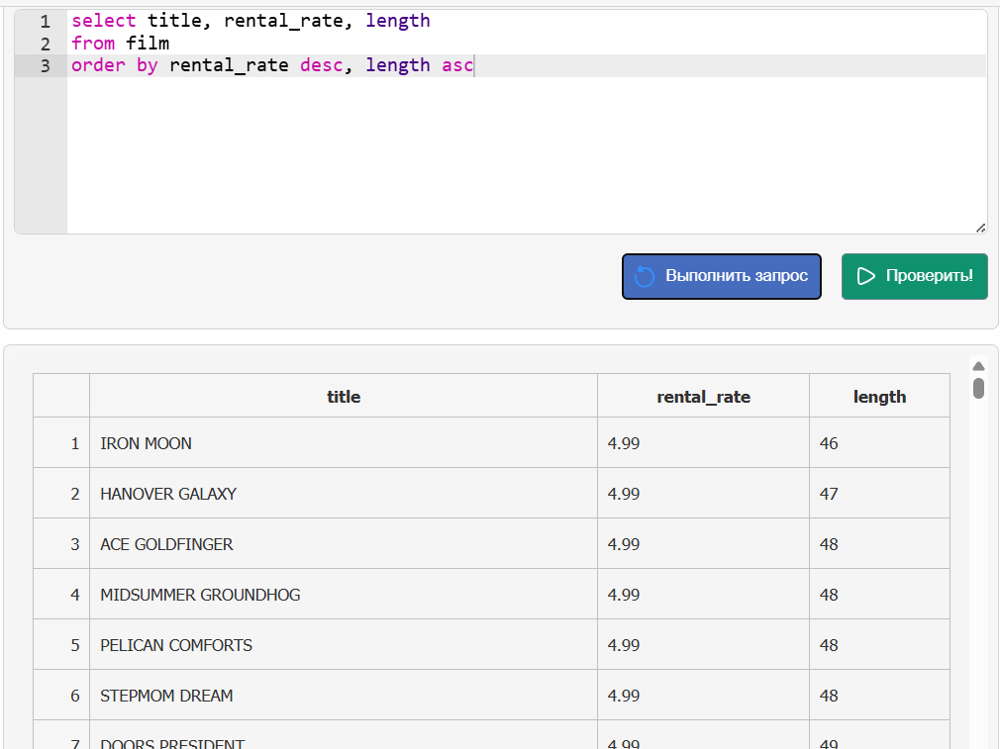 1 select title, rental_rate, length
2 from film
3 order by rental_rate desc, length asc
Выполнить запрос Проверить!
title rental_rate length
1 IRON MOON 4.99 46
2 HANOVER GALAXY 4.99 47
3 ACE GOLDFINGER 4.99 48
4 MIDSUMMER GROUNDHOG 4.99 48
5 PELICAN COMFORTS 4.99 48
6 STEPMOM DREAM 4.99 48
7 DOORS PRESIDENT 4.99 49